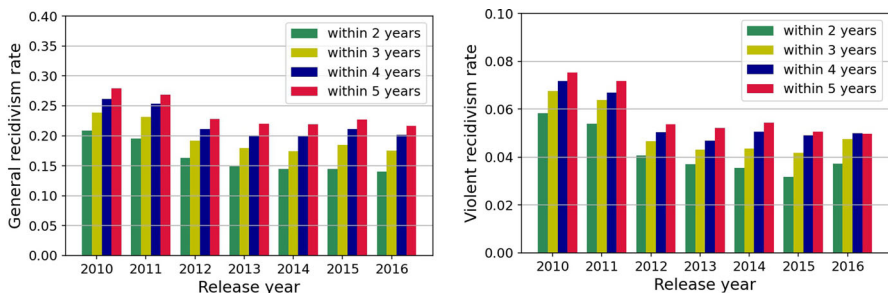 General recidivism rate
0.40
0.35
0.30
0.25
0.20
0.15
0.10
0.05
0.00
within 2 years
within 3 years
within 4 years
within 5 years
2010 2011 2012 2013 2014 2015 2016
Release year
Violent recidivism rate
0.10
0.08
0.06
0.04
0.02
0.00
within 2 years
within 3 years
within 4 years
within 5 years
2010 2011 2012 2013 2014 2015 2016
Release year